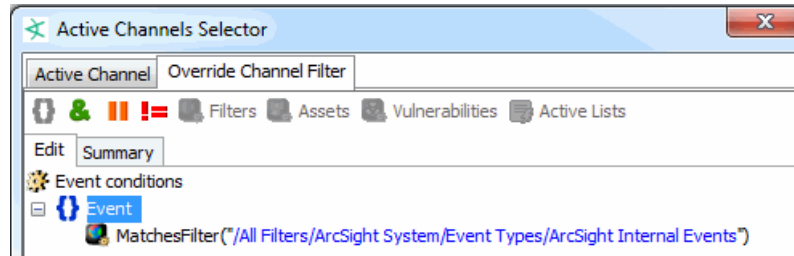 Active Channels Selector
Active Channel Override Channel Filter
& != Filters Assets Vulnerabilities Active Lists
Edit Summary
Event conditions
Event
MatchesFilter("/All Filters/ArcSight System/Event Types/ArcSight Internal Events")